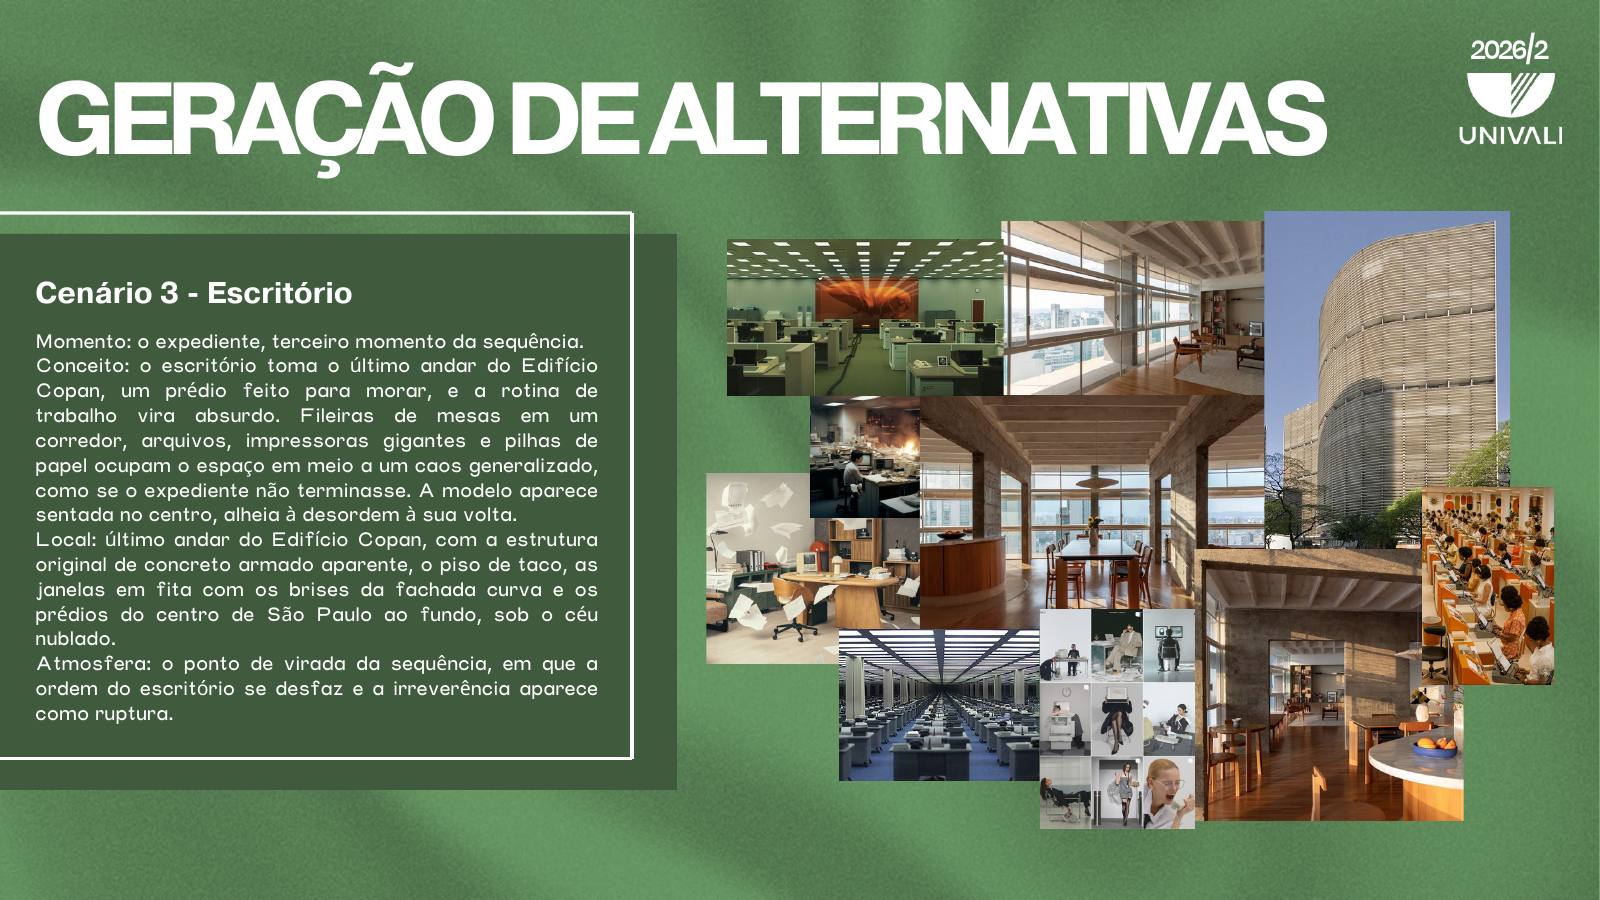 GERAÇÃO DE ALTERNATIVAS
2026/2
UNIVALI
Cenário 3 - Escritório
Momento: o expediente, terceiro momento da sequência.
Conceito: o escritório toma o último andar do Edifício
Copan, um prédio feito para morar, e a rotina de
trabalho vira absurdo. Fileiras de mesas em um
corredor, arquivos, impressoras gigantes e pilhas de
papel ocupam o espaço em meio a um caos generalizado,
como se o expediente não terminasse. A modelo aparece
sentada no centro, alheia à desordem à sua volta.
Local: último andar do Edifício Copan, com a estrutura
original de concreto armado aparente, o piso de taco, as
janelas em fita com os brises da fachada curva e os
prédios do centro de São Paulo ao fundo, sob o céu
nublado.
Atmosfera: o ponto de virada da sequência, em que a
ordem do escritório se desfaz e a irreverência aparece
como ruptura.